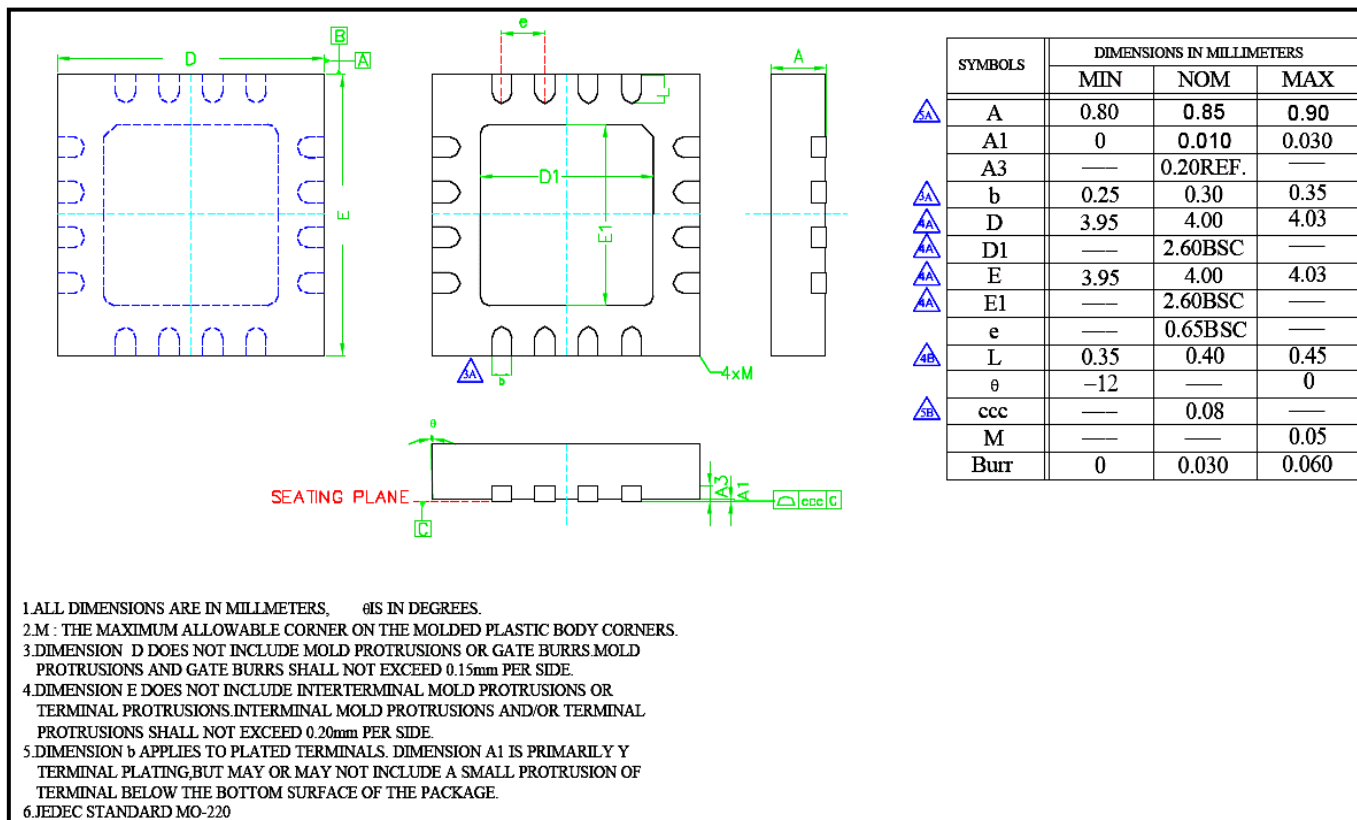 B
D
A
E
e
L
D1
E1
3A
b
4xM
A
SYMBOLS DIMENSIONS IN MILLIMETERS
MIN NOM MAX
5A A 0.80 0.85 0.90
A1 0 0.010 0.030
A3 — 0.20REF. —
3A b 0.25 0.30 0.35
4A D 3.95 4.00 4.03
4A D1 — 2.60BSC —
4A E 3.95 4.00 4.03
4A E1 — 2.60BSC —
e — 0.65BSC —
4B L 0.35 0.40 0.45
θ −12 — 0
5B ccc — 0.08 —
M — — 0.05
Burr 0 0.030 0.060
θ
SEATING PLANE
C
A3
A1
ccc C
1.ALL DIMENSIONS ARE IN MILLMETERS, θIS IN DEGREES.
2.M : THE MAXIMUM ALLOWABLE CORNER ON THE MOLDED PLASTIC BODY CORNERS.
3.DIMENSION D DOES NOT INCLUDE MOLD PROTRUSIONS OR GATE BURRS.MOLD
PROTRUSIONS AND GATE BURRS SHALL NOT EXCEED 0.15mm PER SIDE.
4.DIMENSION E DOES NOT INCLUDE INTERTERMINAL MOLD PROTRUSIONS OR
TERMINAL PROTRUSIONS.INTERMINAL MOLD PROTRUSIONS AND/OR TERMINAL
PROTRUSIONS SHALL NOT EXCEED 0.20mm PER SIDE.
5.DIMENSION b APPLIES TO PLATED TERMINALS. DIMENSION A1 IS PRIMARILY Y
TERMINAL PLATING,BUT MAY OR MAY NOT INCLUDE A SMALL PROTRUSION OF
TERMINAL BELOW THE BOTTOM SURFACE OF THE PACKAGE.
6.JEDEC STANDARD MO-220